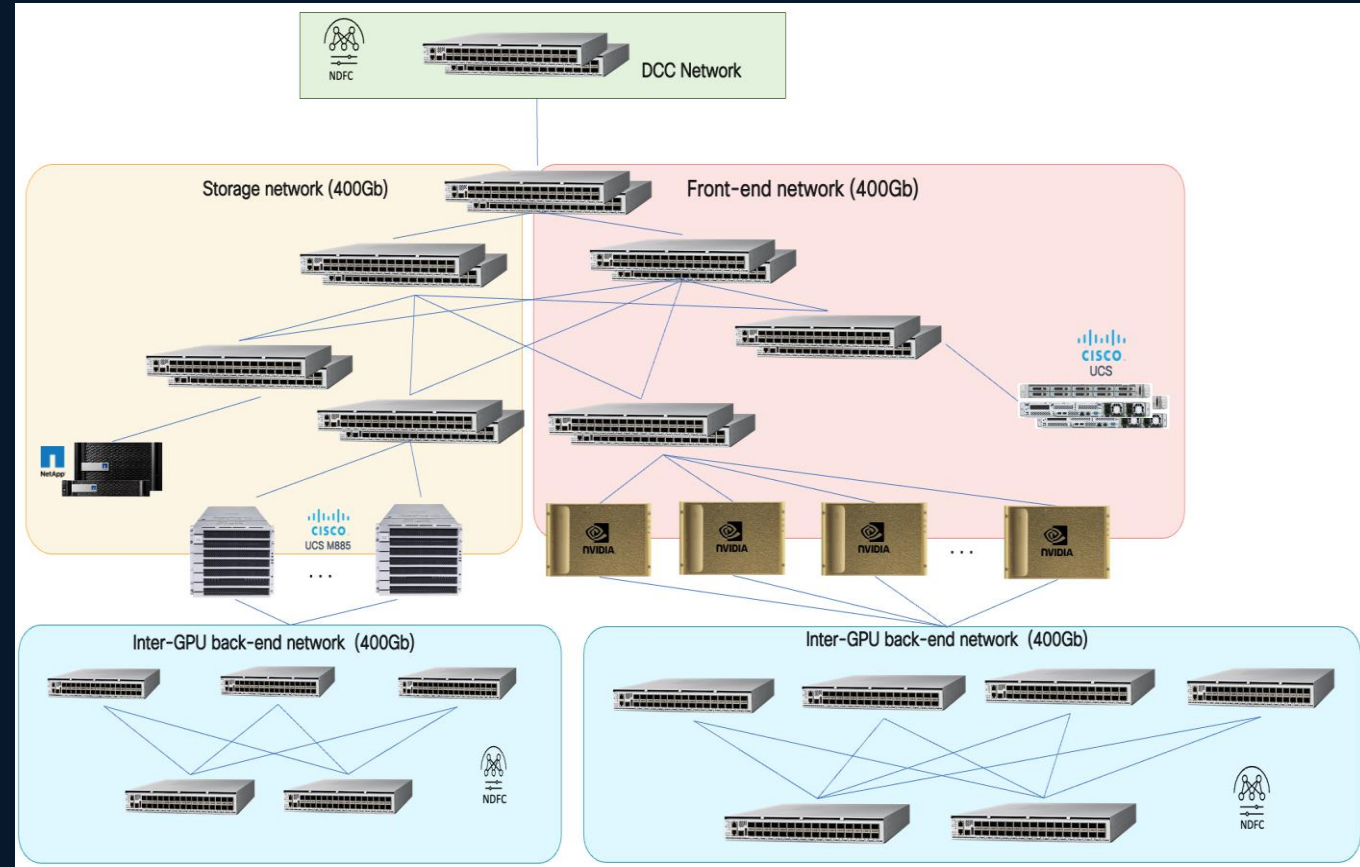 NDFC
DCC Network
Storage network (400Gb)
Front-end network (400Gb)
CISCO
UCS
NetApp
CISCO
UCS M885
. . .
NVIDIA
NVIDIA
NVIDIA
. . .
NVIDIA
Inter-GPU back-end network (400Gb)
NDFC
Inter-GPU back-end network (400Gb)
NDFC